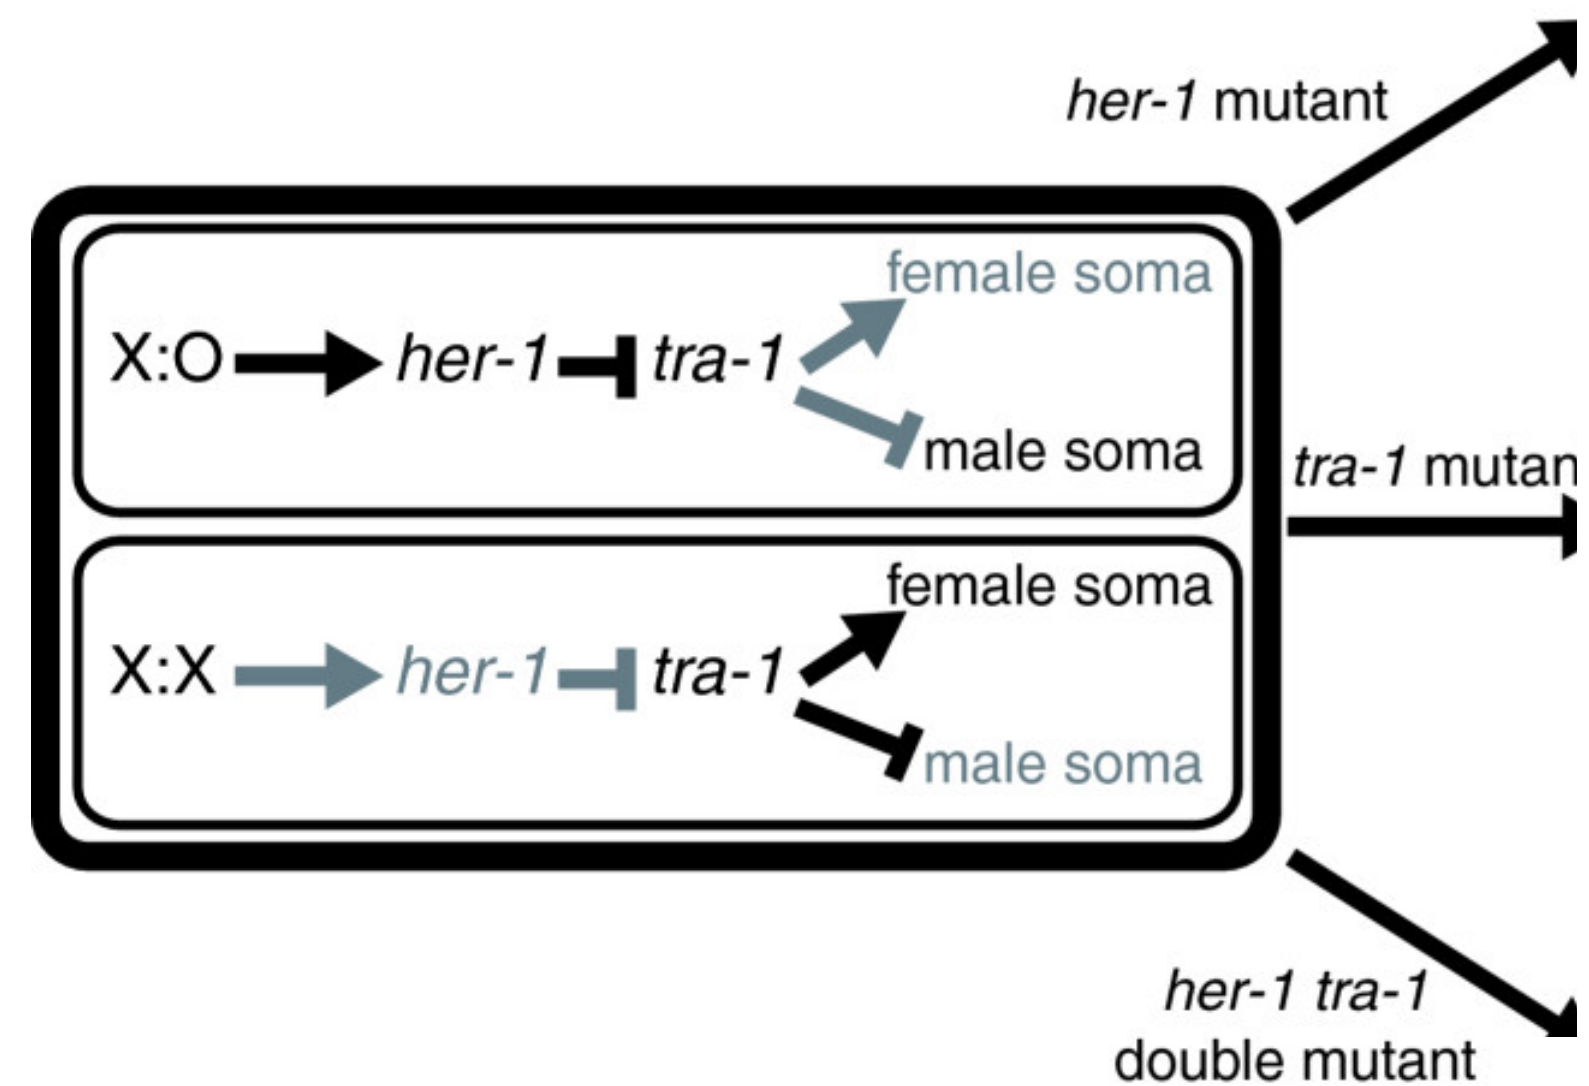 her-1 mutant
female soma
X:O her-1 tra-1
male soma
tra-1 mutan
female soma
X:X her-1 tra-1
male soma
her-1 tra-1
double mutant